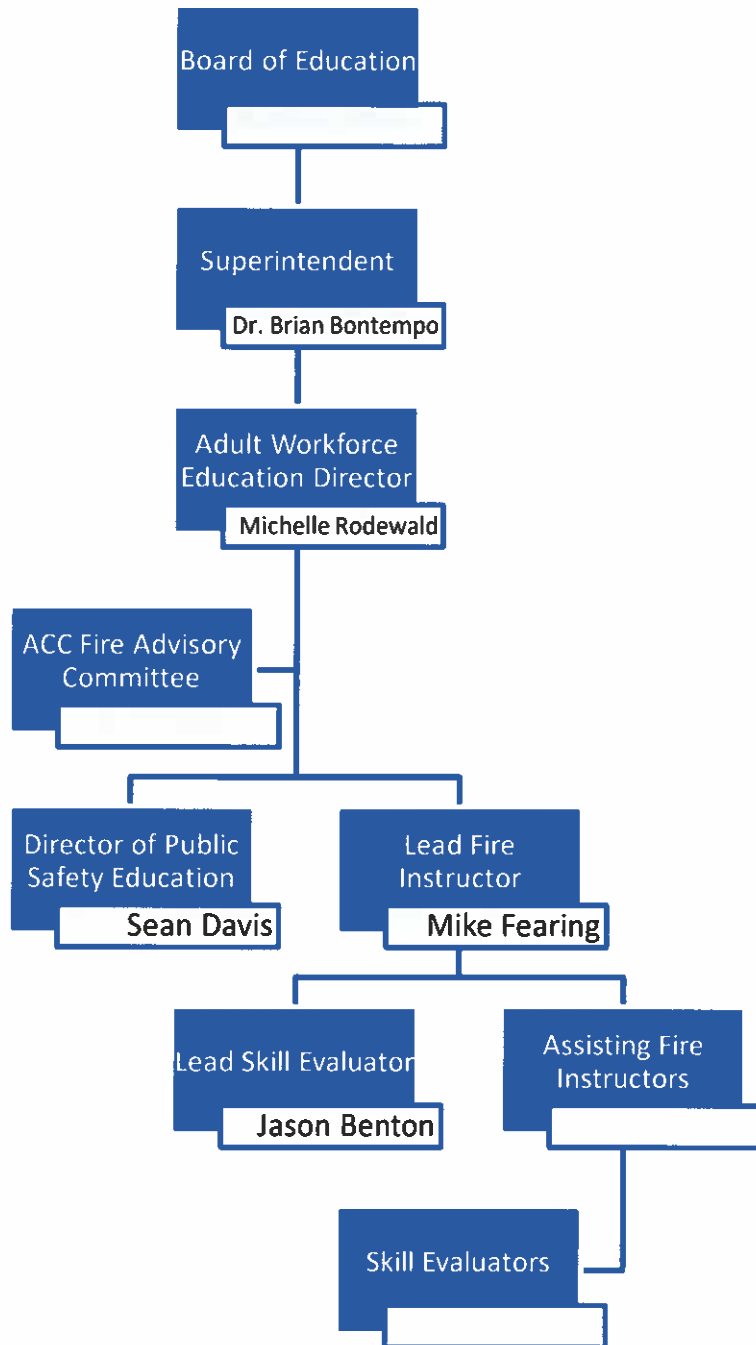 Board of Education
Superintendent
Dr. Brian Bontempo
Adult Workforce
Education Director
Michelle Rodewald
ACC Fire Advisory
Committee
Director of Public
Safety Education
Sean Davis
Lead Fire
Instructor
Mike Fearing
Lead Skill Evaluator
Jason Benton
Assisting Fire
Instructors
Skill Evaluators